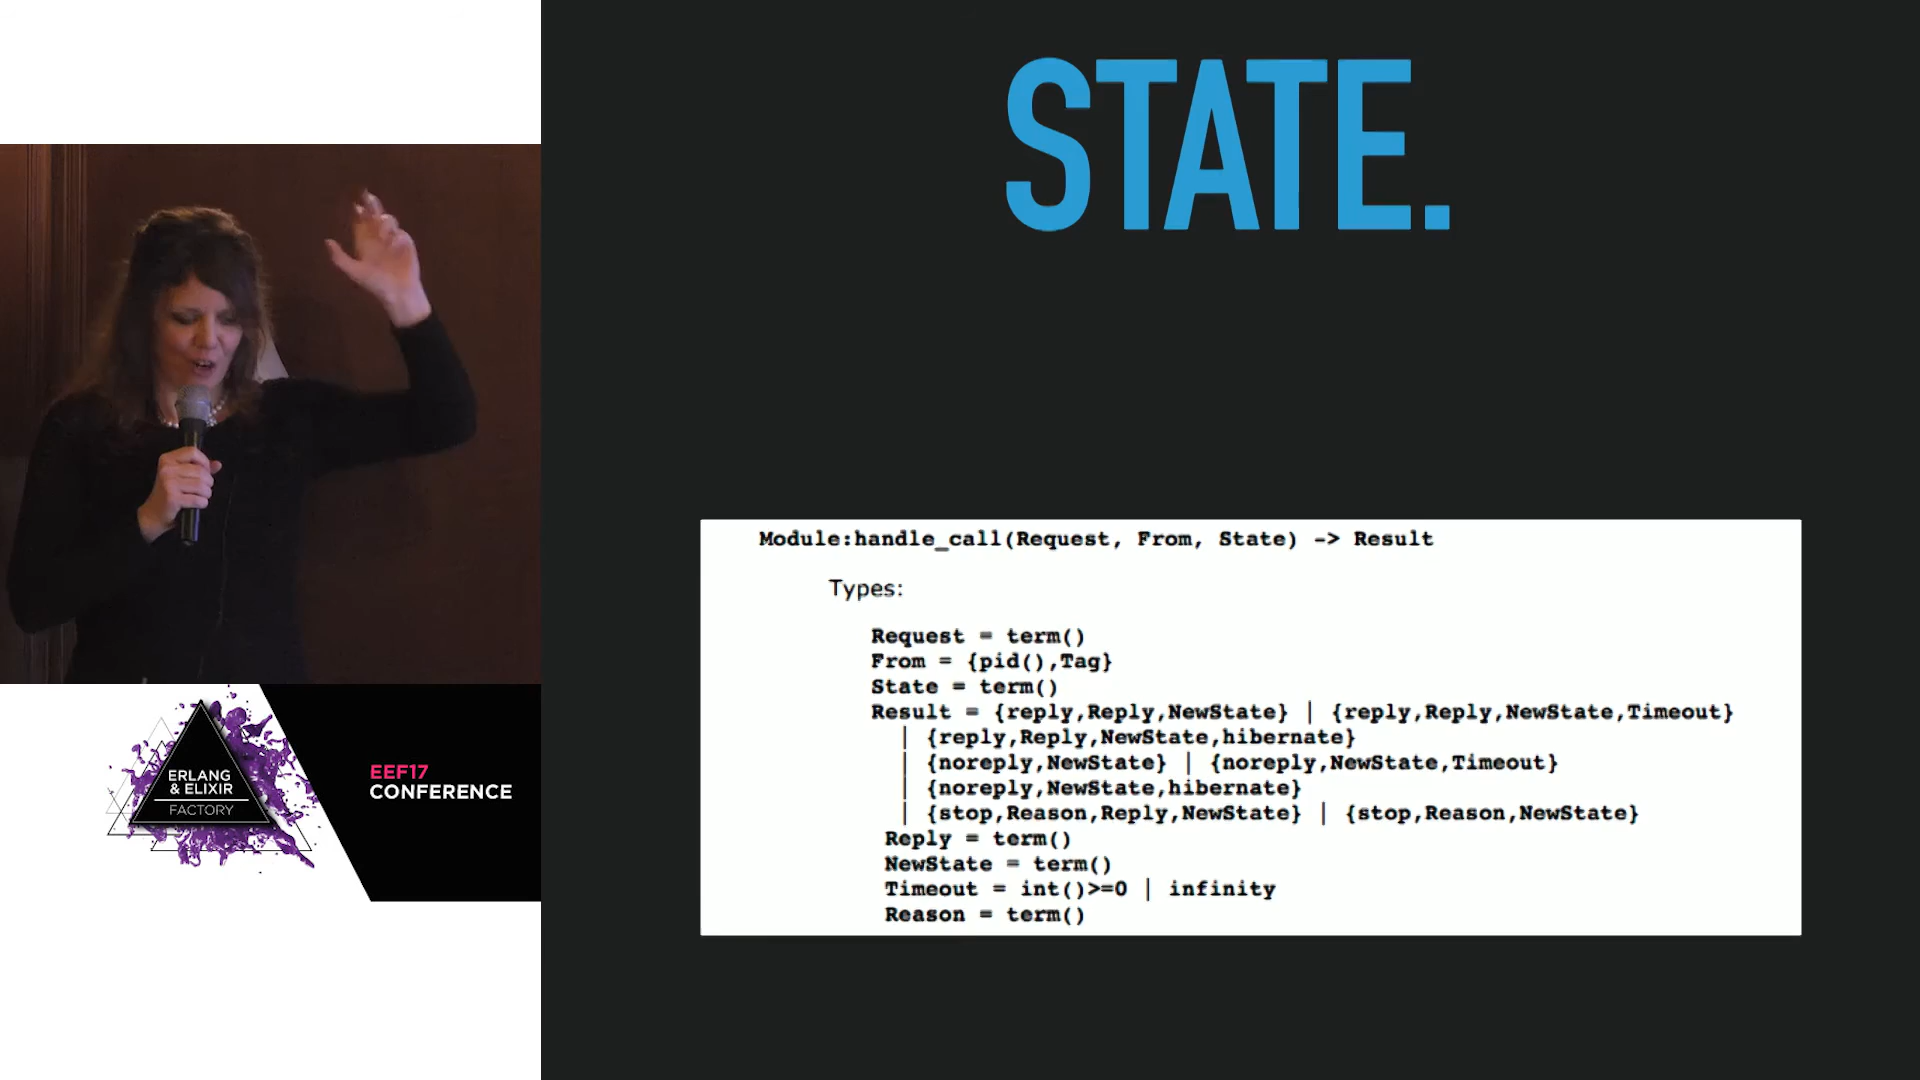 STATE.
Module:handle_call(Request, From, State) -> Result
Types:
Request = term()
From = {pid(),Tag}
State = term()
Result = {reply,Reply,NewState} | {reply,Reply,NewState,Timeout}
| {reply,Reply,NewState,hibernate}
| {noreply,NewState} | {noreply,NewState,Timeout}
| {noreply,NewState,hibernate}
| {stop,Reason,Reply,NewState} | {stop,Reason,NewState}
Reply = term()
NewState = term()
Timeout = int()>=0 | infinity
Reason = term()
ERLANG
& ELIXIR
FACTORY
EEF17
CONFERENCE